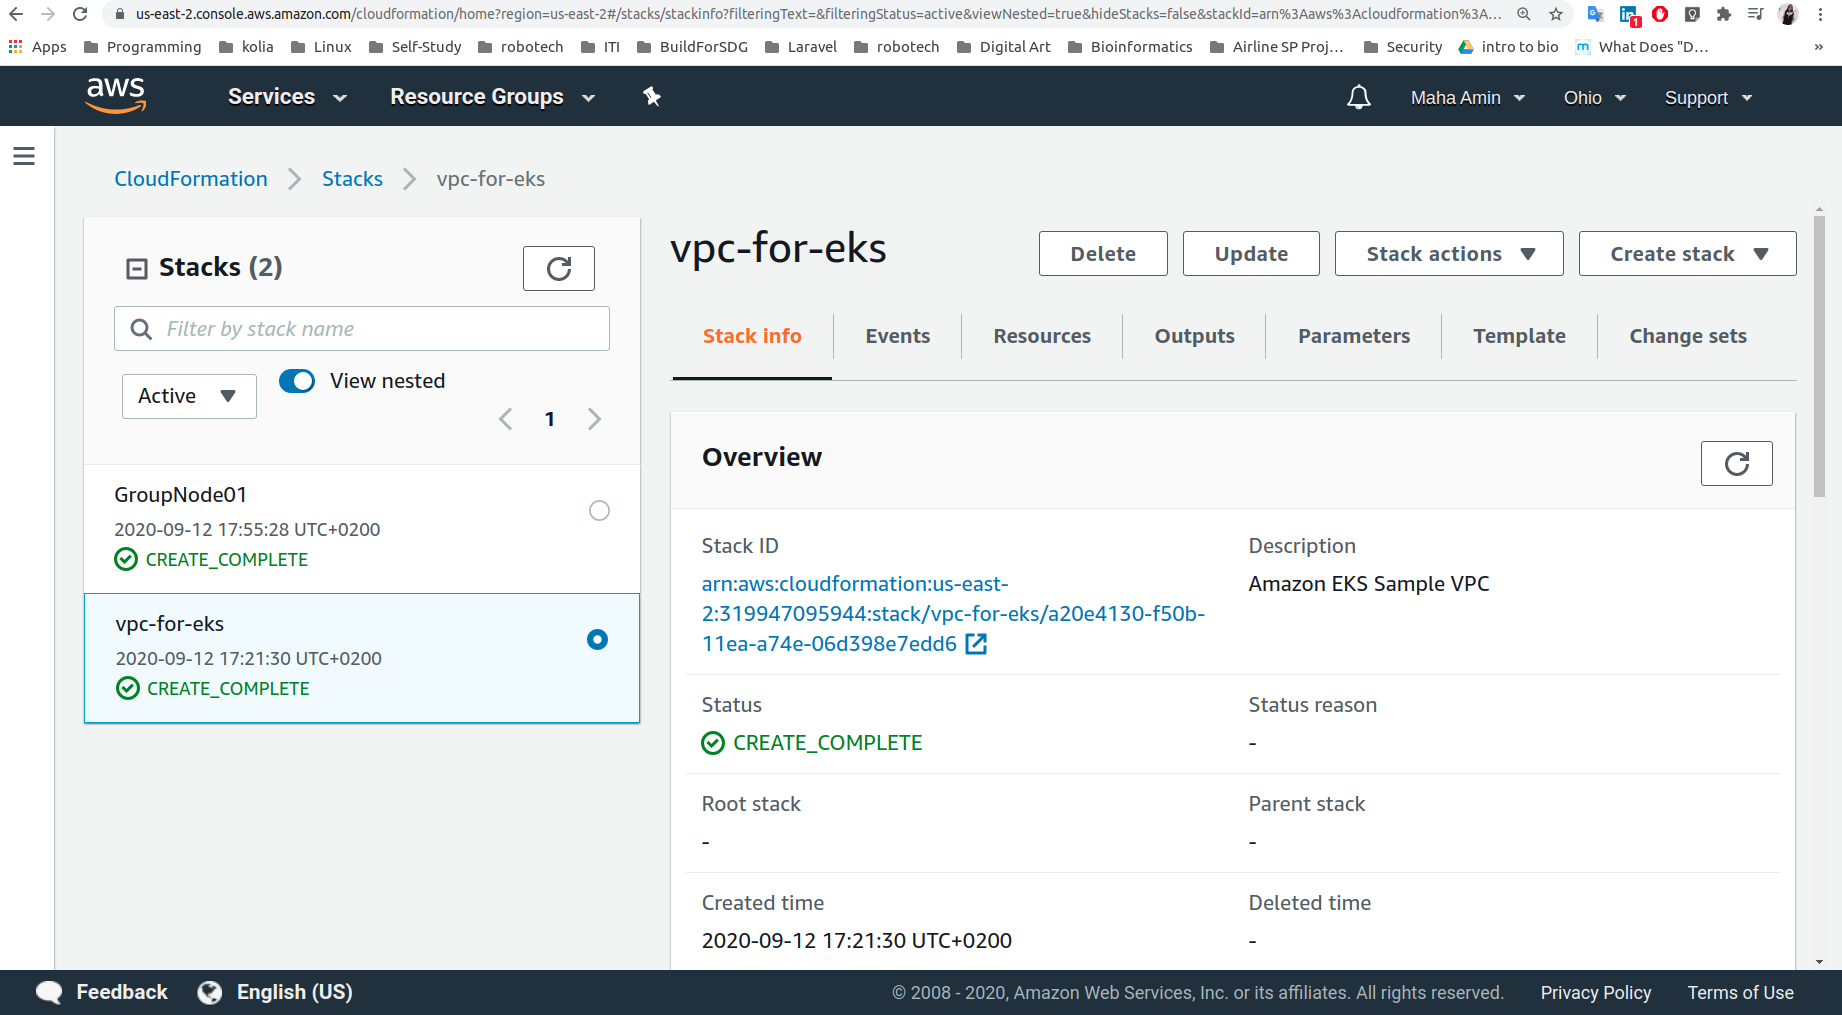 us-east-2.console.aws.amazon.com/cloudformation/home?region=us-east-2#/stacks/stackinfo?filteringText=&filteringStatus=active&viewNested=true&hideStacks=false&stackId=arn%3Aaws%3Acloudformation%3A...
1
Apps Programming kolia Linux Self-Study robotech ITI BuildForSDG Laravel robotech Digital Art Bioinformatics Airline SP Proj... Security intro to bio What Does "D... »
aws Services Resource Groups Maha Amin Ohio Support
CloudFormation Stacks vpc-for-eks
Stacks (2)
Filter by stack name
Active View nested
1
GroupNode01
2020-09-12 17:55:28 UTC+0200
CREATE_COMPLETE
vpc-for-eks
2020-09-12 17:21:30 UTC+0200
CREATE_COMPLETE
vpc-for-eks
Delete Update Stack actions Create stack
Stack info Events Resources Outputs Parameters Template Change sets
Overview
Stack ID
arn:aws:cloudformation:us-east-
2:319947095944:stack/vpc-for-eks/a20e4130-f50b-
11ea-a74e-06d398e7edd6
Description
Amazon EKS Sample VPC
Status
CREATE_COMPLETE
Status reason
-
Root stack
-
Parent stack
-
Created time
2020-09-12 17:21:30 UTC+0200
Deleted time
-
Feedback English (US) © 2008 - 2020, Amazon Web Services, Inc. or its affiliates. All rights reserved. Privacy Policy Terms of Use